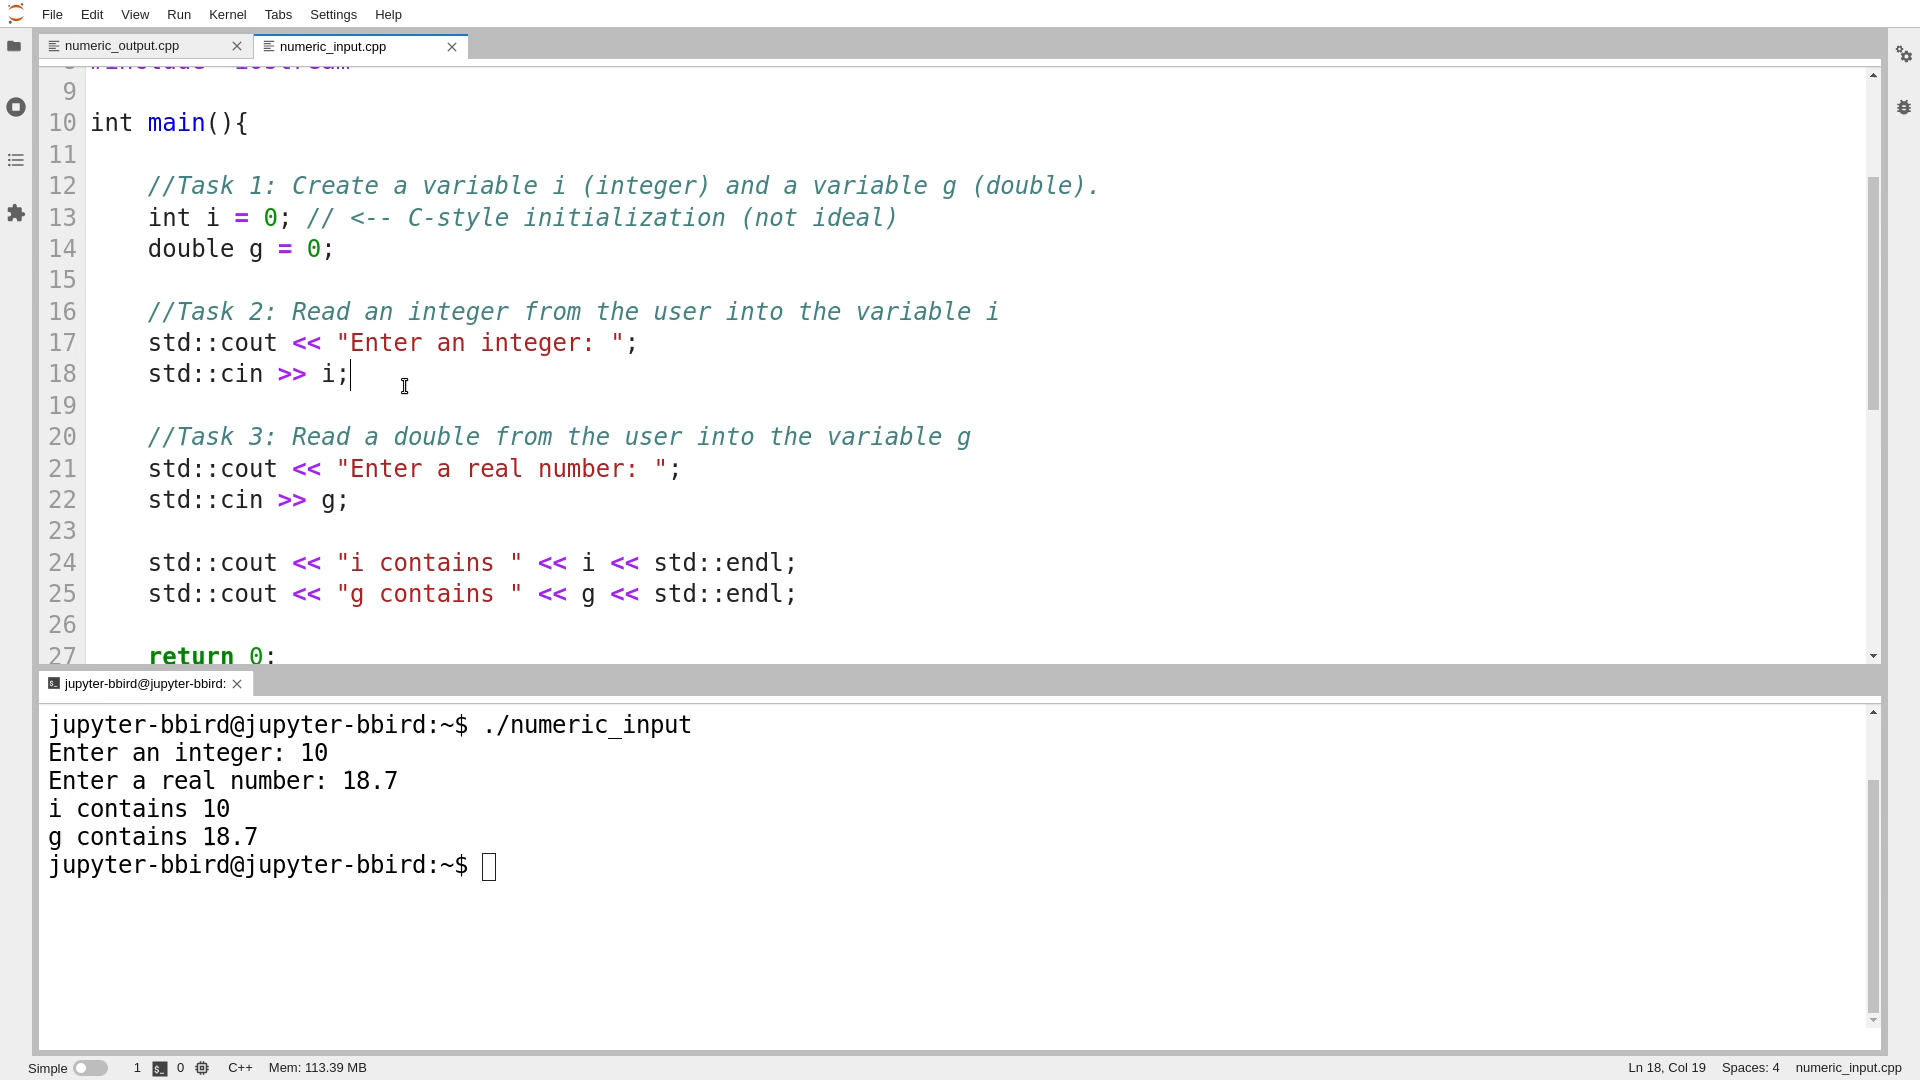 File Edit View Run Kernel Tabs Settings Help
numeric_output.cpp
numeric_input.cpp
9
10 int main(){
11
12 //Task 1: Create a variable i (integer) and a variable g (double).
13 int i = 0; // <-- C-style initialization (not ideal)
14 double g = 0;
15
16 //Task 2: Read an integer from the user into the variable i
17 std::cout << "Enter an integer: ";
18 std::cin >> i;
19
20 //Task 3: Read a double from the user into the variable g
21 std::cout << "Enter a real number: ";
22 std::cin >> g;
23
24 std::cout << "i contains " << i << std::endl;
25 std::cout << "g contains " << g << std::endl;
26
27 return 0;
jupyter-bbird@jupyter-bbird:
jupyter-bbird@jupyter-bbird:~$ ./numeric_input
Enter an integer: 10
Enter a real number: 18.7
i contains 10
g contains 18.7
jupyter-bbird@jupyter-bbird:~$
Simple 1 0 C++ Mem: 113.39 MB Ln 18, Col 19 Spaces: 4 numeric_input.cpp